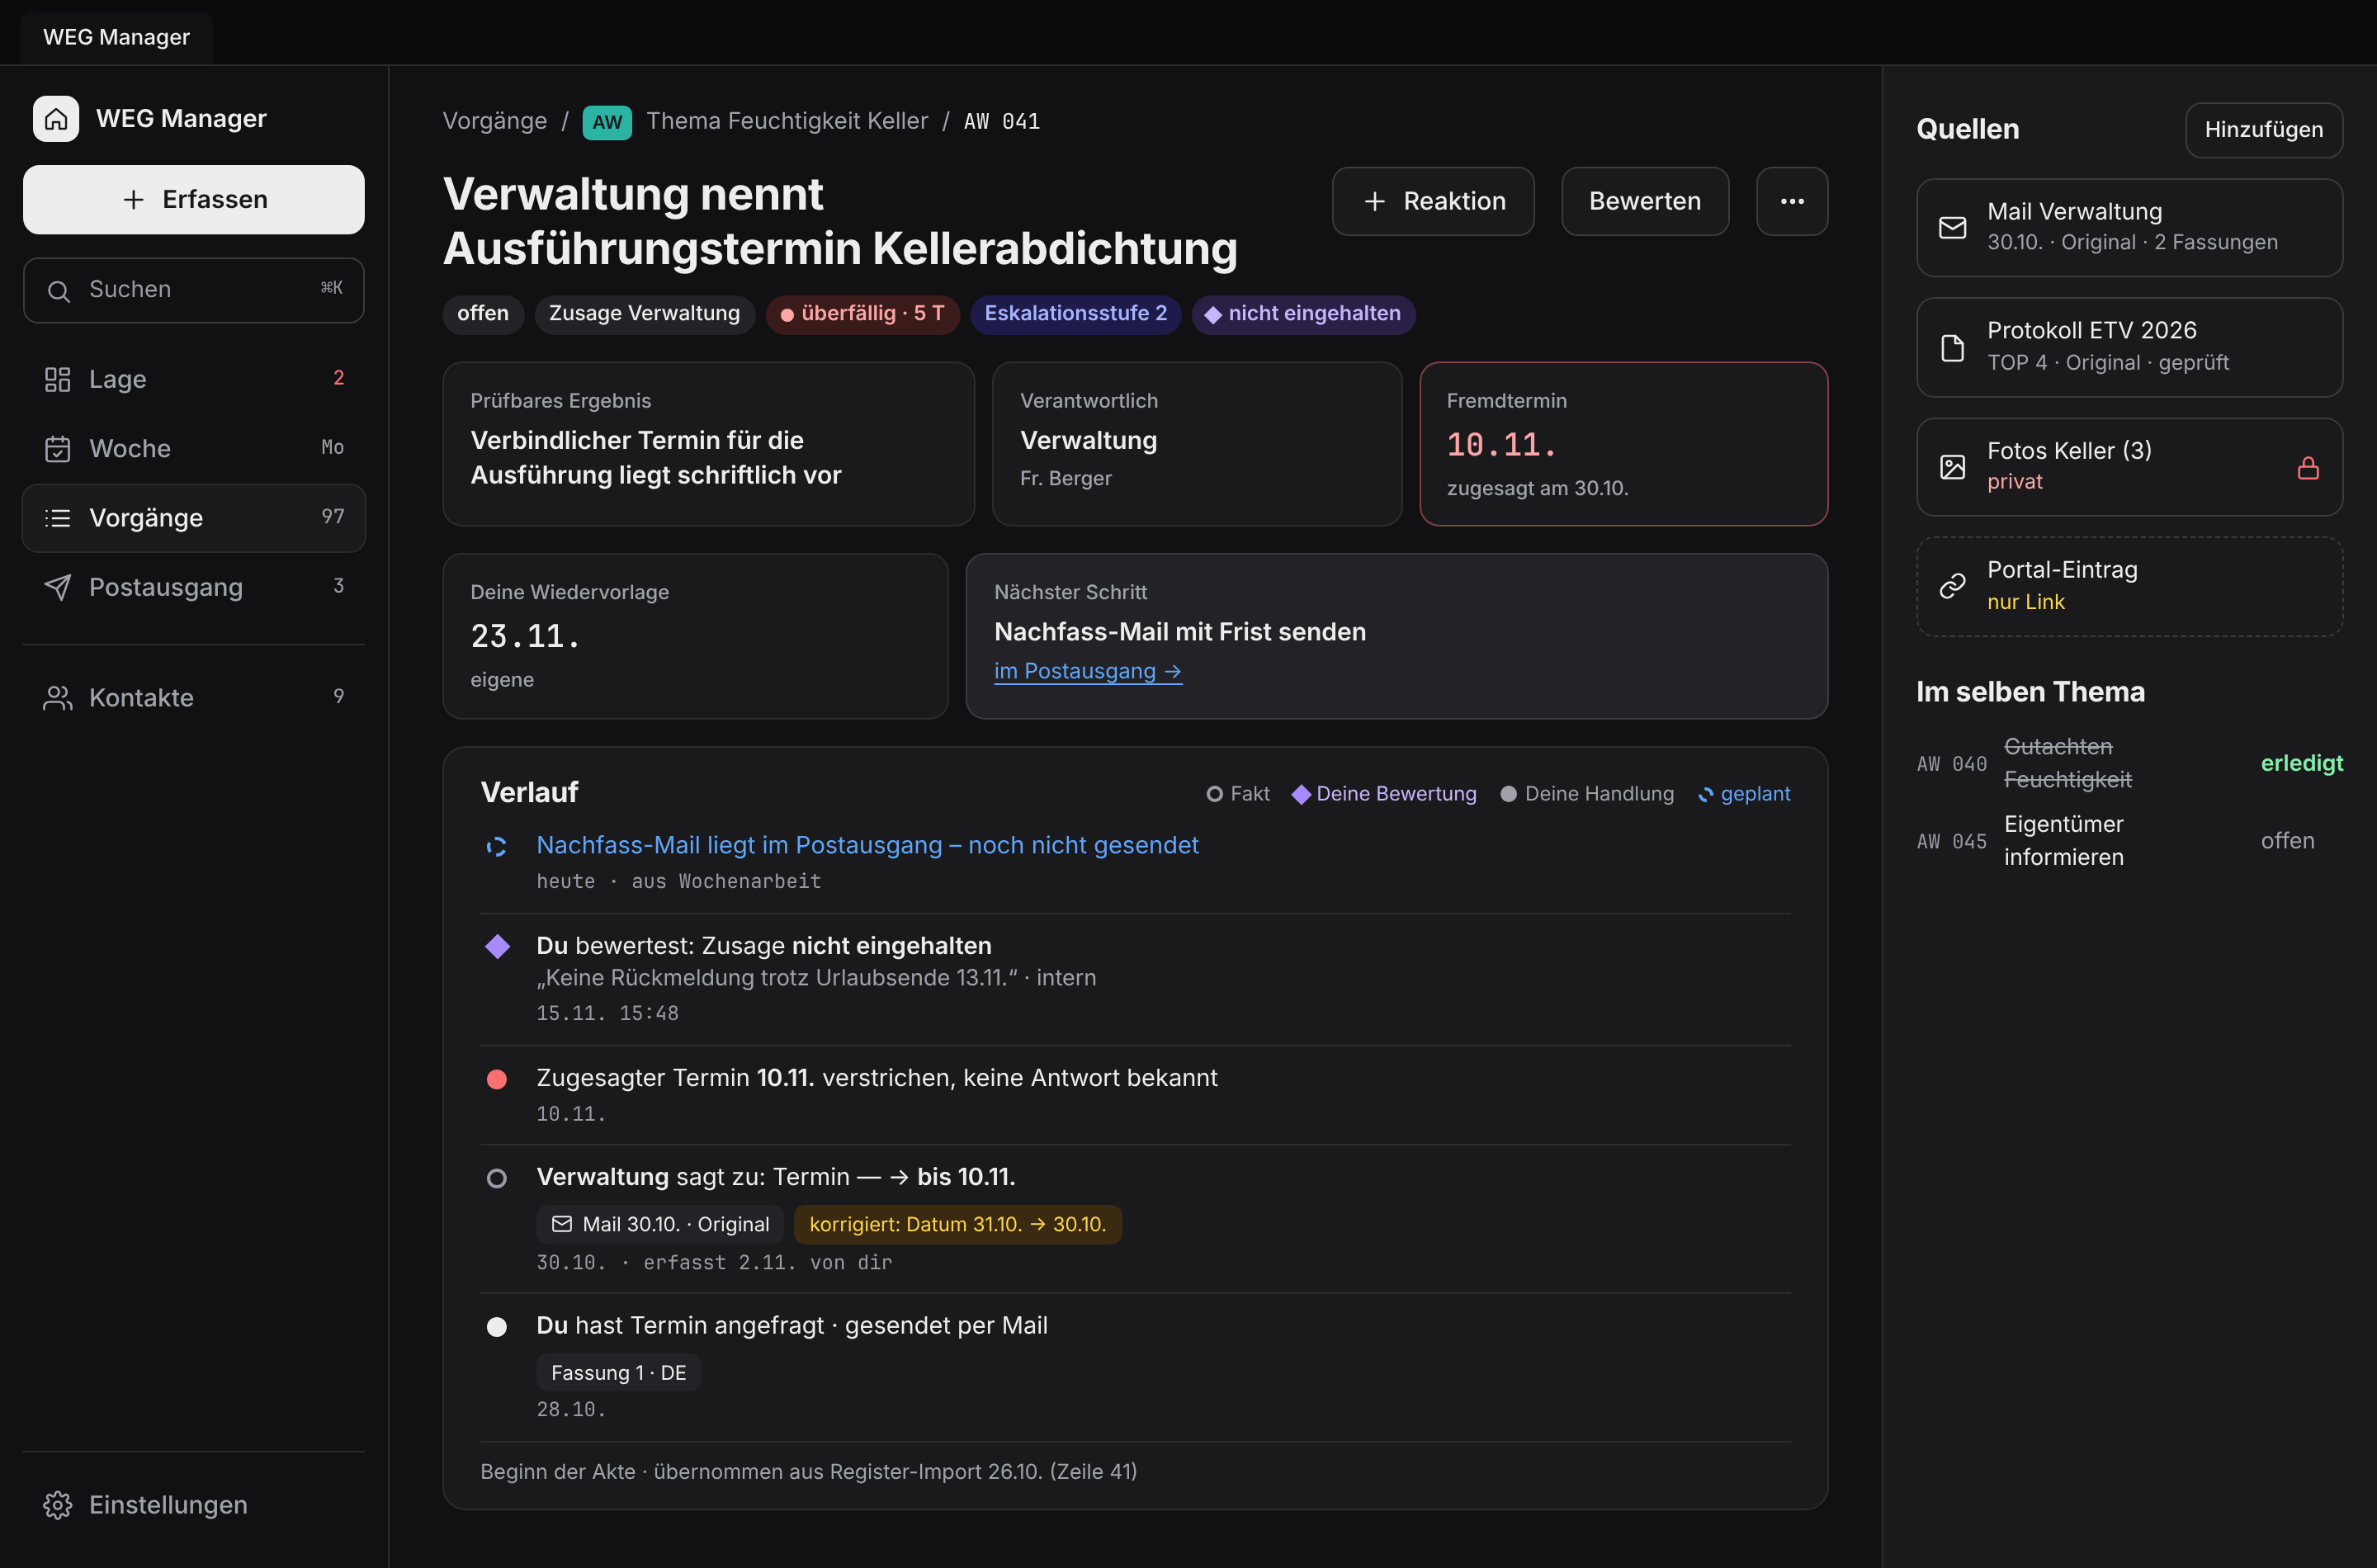 WEG Manager
WEG Manager
Erfassen
Suchen ⌘K
Lage 2
Woche Mo
Vorgänge 97
Postausgang 3
Kontakte 9
Einstellungen
Vorgänge / AW Thema Feuchtigkeit Keller / AW 041
Verwaltung nennt
Ausführungstermin Kellerabdichtung
+ Reaktion
Bewerten
offen
Zusage Verwaltung
überfällig · 5 T
Eskalationsstufe 2
nicht eingehalten
Prüfbares Ergebnis
Verbindlicher Termin für die
Ausführung liegt schriftlich vor
Verantwortlich
Verwaltung
Fr. Berger
Fremdtermin
10.11.
zugesagt am 30.10.
Deine Wiedervorlage
23.11.
eigene
Nächster Schritt
Nachfass-Mail mit Frist senden
im Postausgang →
Verlauf
Fakt
Deine Bewertung
Deine Handlung
geplant
Nachfass-Mail liegt im Postausgang – noch nicht gesendet
heute · aus Wochenarbeit
Du bewertest: Zusage nicht eingehalten
„Keine Rückmeldung trotz Urlaubsende 13.11.“ · intern
15.11. 15:48
Zugesagter Termin 10.11. verstrichen, keine Antwort bekannt
10.11.
Verwaltung sagt zu: Termin — → bis 10.11.
Mail 30.10. · Original
korrigiert: Datum 31.10. → 30.10.
30.10. · erfasst 2.11. von dir
Du hast Termin angefragt · gesendet per Mail
Fassung 1 · DE
28.10.
Beginn der Akte · übernommen aus Register-Import 26.10. (Zeile 41)
Quellen
Hinzufügen
Mail Verwaltung
30.10. · Original · 2 Fassungen
Protokoll ETV 2026
TOP 4 · Original · geprüft
Fotos Keller (3)
privat
Portal-Eintrag
nur Link
Im selben Thema
AW 040
Gutachten
Feuchtigkeit
erledigt
AW 045
Eigentümer
informieren
offen